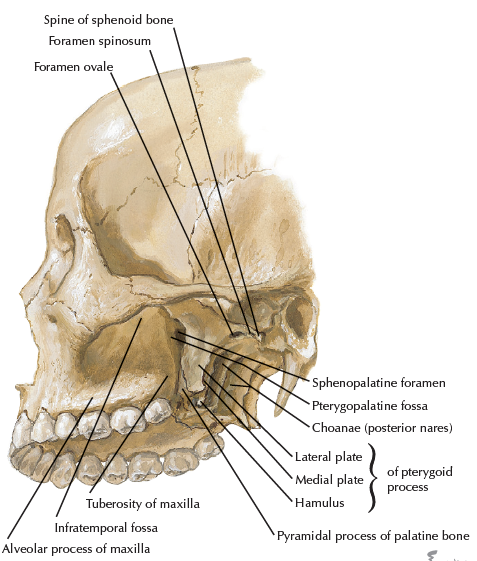 Spine of sphenoid bone
Foramen spinosum
Foramen ovale
Sphenopalatine foramen
Pterygopalatine fossa
Choanae (posterior nares)
Lateral plate
Medial plate
Hamulus
of pterygoid
process
Pyramidal process of palatine bone
Tuberosity of maxilla
Infratemporal fossa
Alveolar process of maxilla